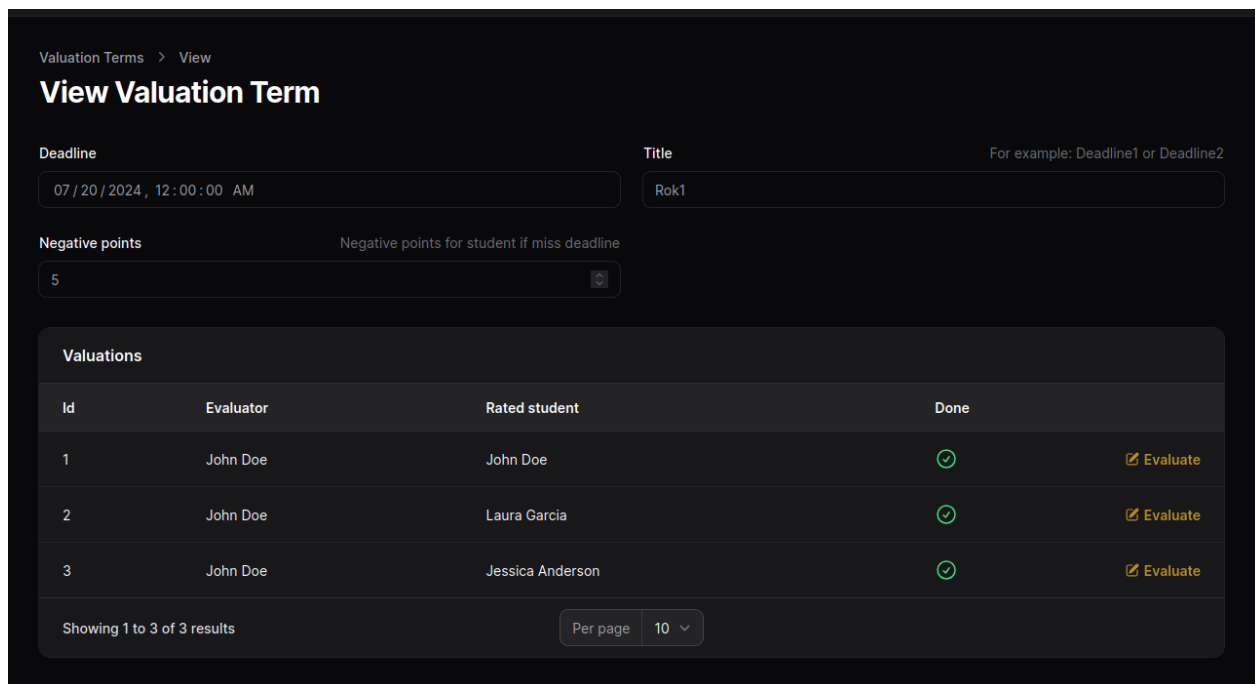 Valuation Terms > View
View Valuation Term
Deadline
Title For example: Deadline1 or Deadline2
07/20/2024, 12:00:00 AM
Rok1
Negative points Negative points for student if miss deadline
5
Valuations
Id Evaluator Rated student Done
1 John Doe John Doe Evaluate
2 John Doe Laura Garcia Evaluate
3 John Doe Jessica Anderson Evaluate
Showing 1 to 3 of 3 results Per page 10